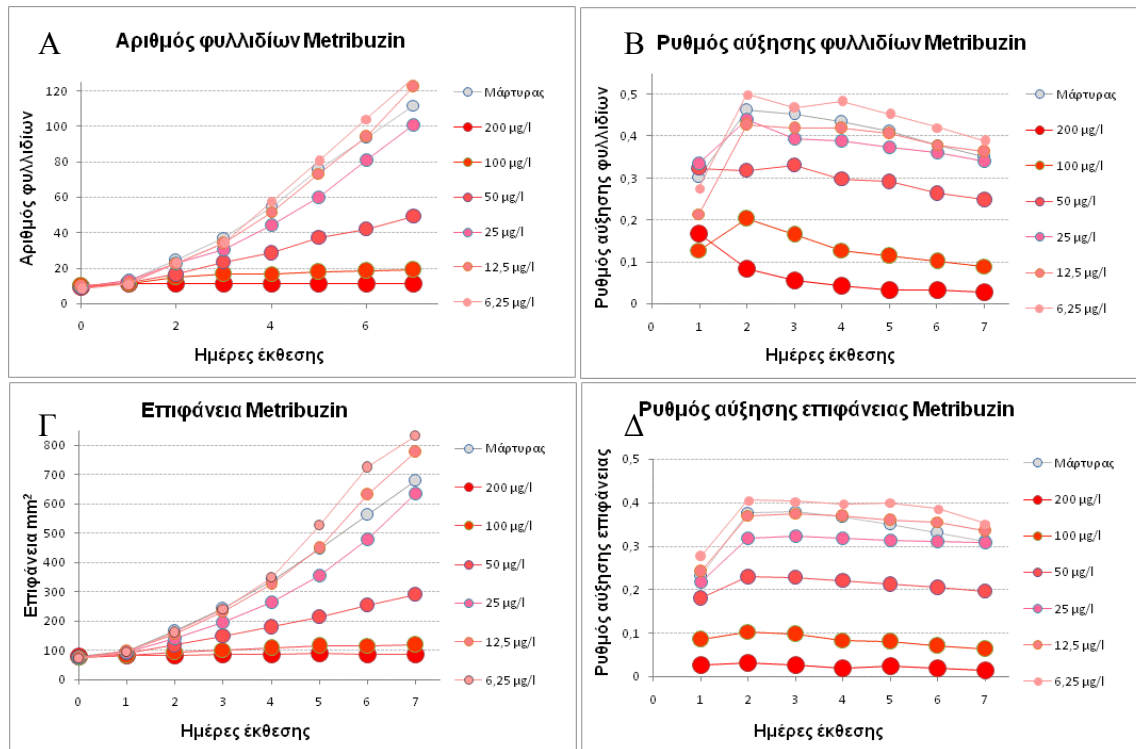 Α
Αριθμός φυλλιδίων Metribuzin
Αριθμός φυλλιδίων
120
100
80
60
40
20
0
0
2
4
6
Ημέρες έκθεσης
Μάρτυρας
200 μg/l
100 μg/l
50 μg/l
25 μg/l
12,5 μg/l
6,25 μg/l
Β
Ρυθμός αύξησης φυλλιδίων Metribuzin
Ρυθμός αύξησης φυλλιδίων
0,5
0,4
0,3
0,2
0,1
0
0
1
2
3
4
5
6
7
Ημέρες έκθεσης
Μάρτυρας
200 μg/l
100 μg/l
50 μg/l
25 μg/l
12,5 μg/l
6,25 μg/l
Γ
Επιφάνεια Metribuzin
Επιφάνεια mm²
800
700
600
500
400
300
200
100
0
0
1
2
3
4
5
6
7
Ημέρες έκθεσης
Μάρτυρας
200 μg/l
100 μg/l
50 μg/l
25 μg/l
12,5 μg/l
6,25 μg/l
Δ
Ρυθμός αύξησης επιφάνειας Metribuzin
Ρυθμός αύξησης επιφάνειας
0,5
0,4
0,3
0,2
0,1
0
0
1
2
3
4
5
6
7
Ημέρες έκθεσης
Μάρτυρας
200 μg/l
100 μg/l
50 μg/l
25 μg/l
12,5 μg/l
6,25 μg/l